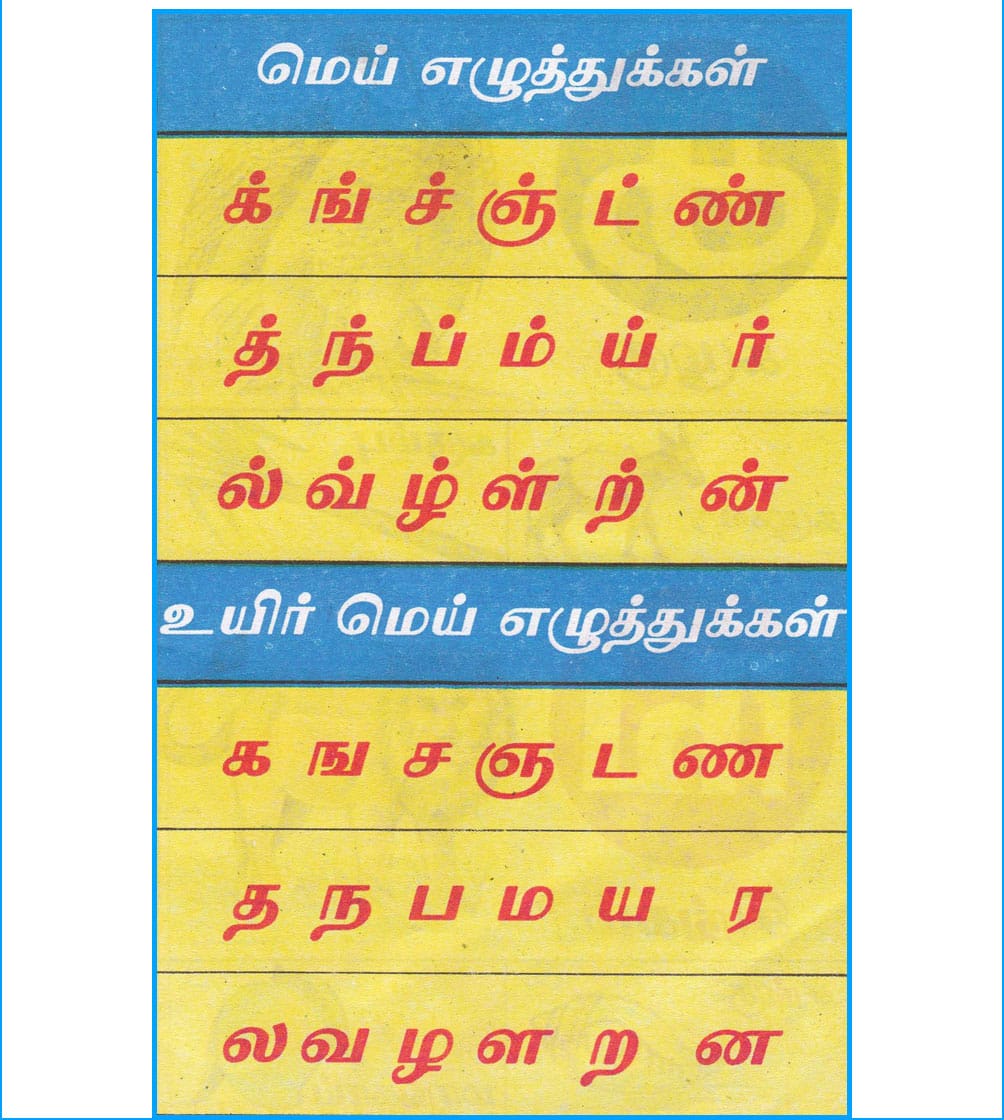 மெய் எழுத்துக்கள்
க் ங் ச் ஞ் ட் ண்
த் ந் ப் ம் ய் ர்
ல் வ் ழ் ள் ற் ன்
உயிர் மெய் எழுத்துக்கள்
க ங ச ஞ ட ண
த ந ப ம ய ர
ல வ ழ ள ற ன